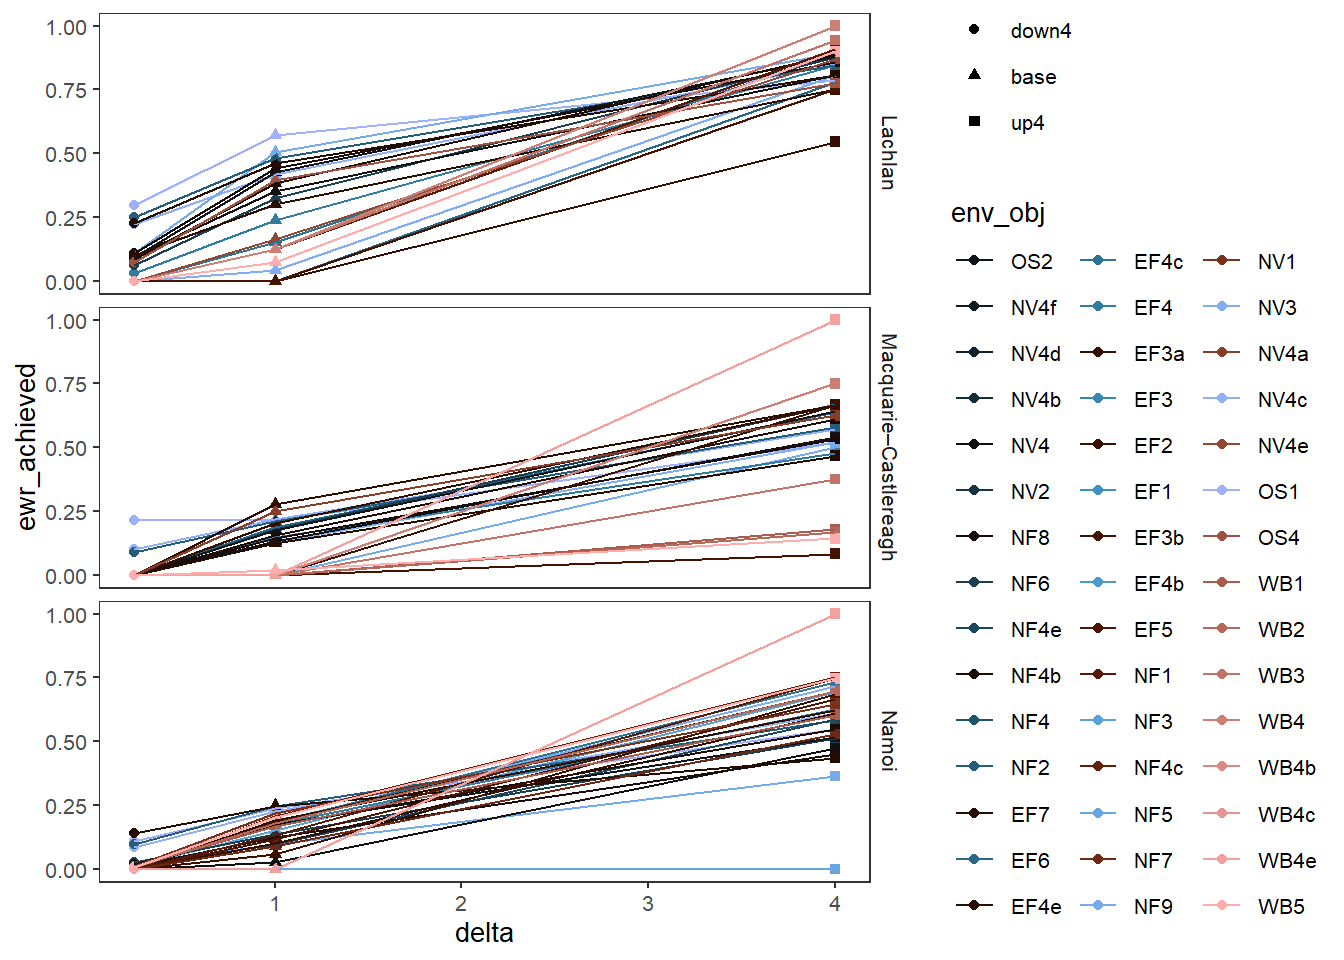 1.00
0.75
0.50
0.25
0.00
Lachlan
1.00
0.75
0.50
0.25
0.00
Macquarie–Castlereagh
1.00
0.75
0.50
0.25
0.00
Namoi
1
2
3
4
delta
ewr_achieved
down4
base
up4
env_obj
OS2
NV4f
NV4d
NV4b
NV4
NV2
NF8
NF6
NF4e
NF4b
NF4
NF2
EF7
EF6
EF4e
EF4c
EF4
EF3a
EF3
EF2
EF1
EF3b
EF4b
EF5
NF1
NF3
NF4c
NF5
NF7
NF9
NV1
NV3
NV4a
NV4c
NV4e
OS1
OS4
WB1
WB2
WB3
WB4
WB4b
WB4c
WB4e
WB5